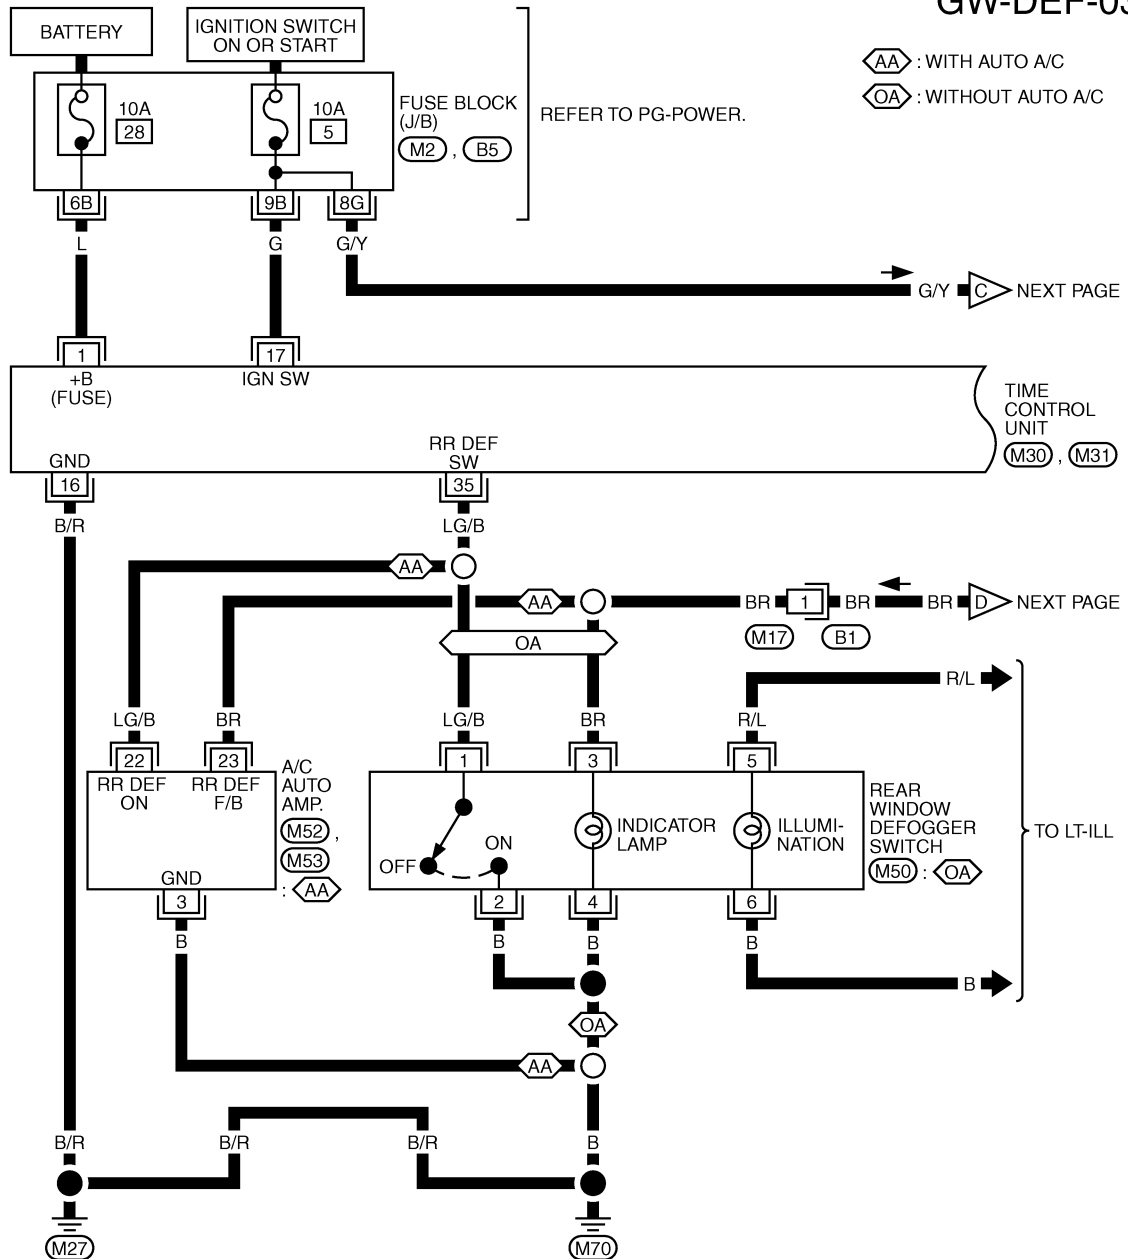 GW-DEF-03
BATTERY
IGNITION SWITCH
ON OR START
AA : WITH AUTO A/C
OA : WITHOUT AUTO A/C
10A
28
10A
5
FUSE BLOCK
(J/B)
M2 , B5
REFER TO PG-POWER.
6B
9B
8G
L
G
G/Y
G/Y
C
NEXT PAGE
1
17
+B
(FUSE)
IGN SW
TIME
CONTROL
UNIT
M30 , M31
GND
RR DEF
SW
16
35
B/R
LG/B
AA
AA
BR
1
BR
BR
D
NEXT PAGE
M17
B1
OA
R/L
LG/B
BR
LG/B
BR
R/L
22
23
1
3
5
RR DEF
ON
RR DEF
F/B
A/C
AUTO
AMP.
M52 ,
M53
: AA
GND
OFF
ON
INDICATOR
LAMP
ILLUMI-
NATION
REAR
WINDOW
DEFOGGER
SWITCH
M50 : OA
TO LT-ILL
3
2
4
6
B
B
B
B
B
OA
AA
B/R
B/R
B/R
B
M27
M70